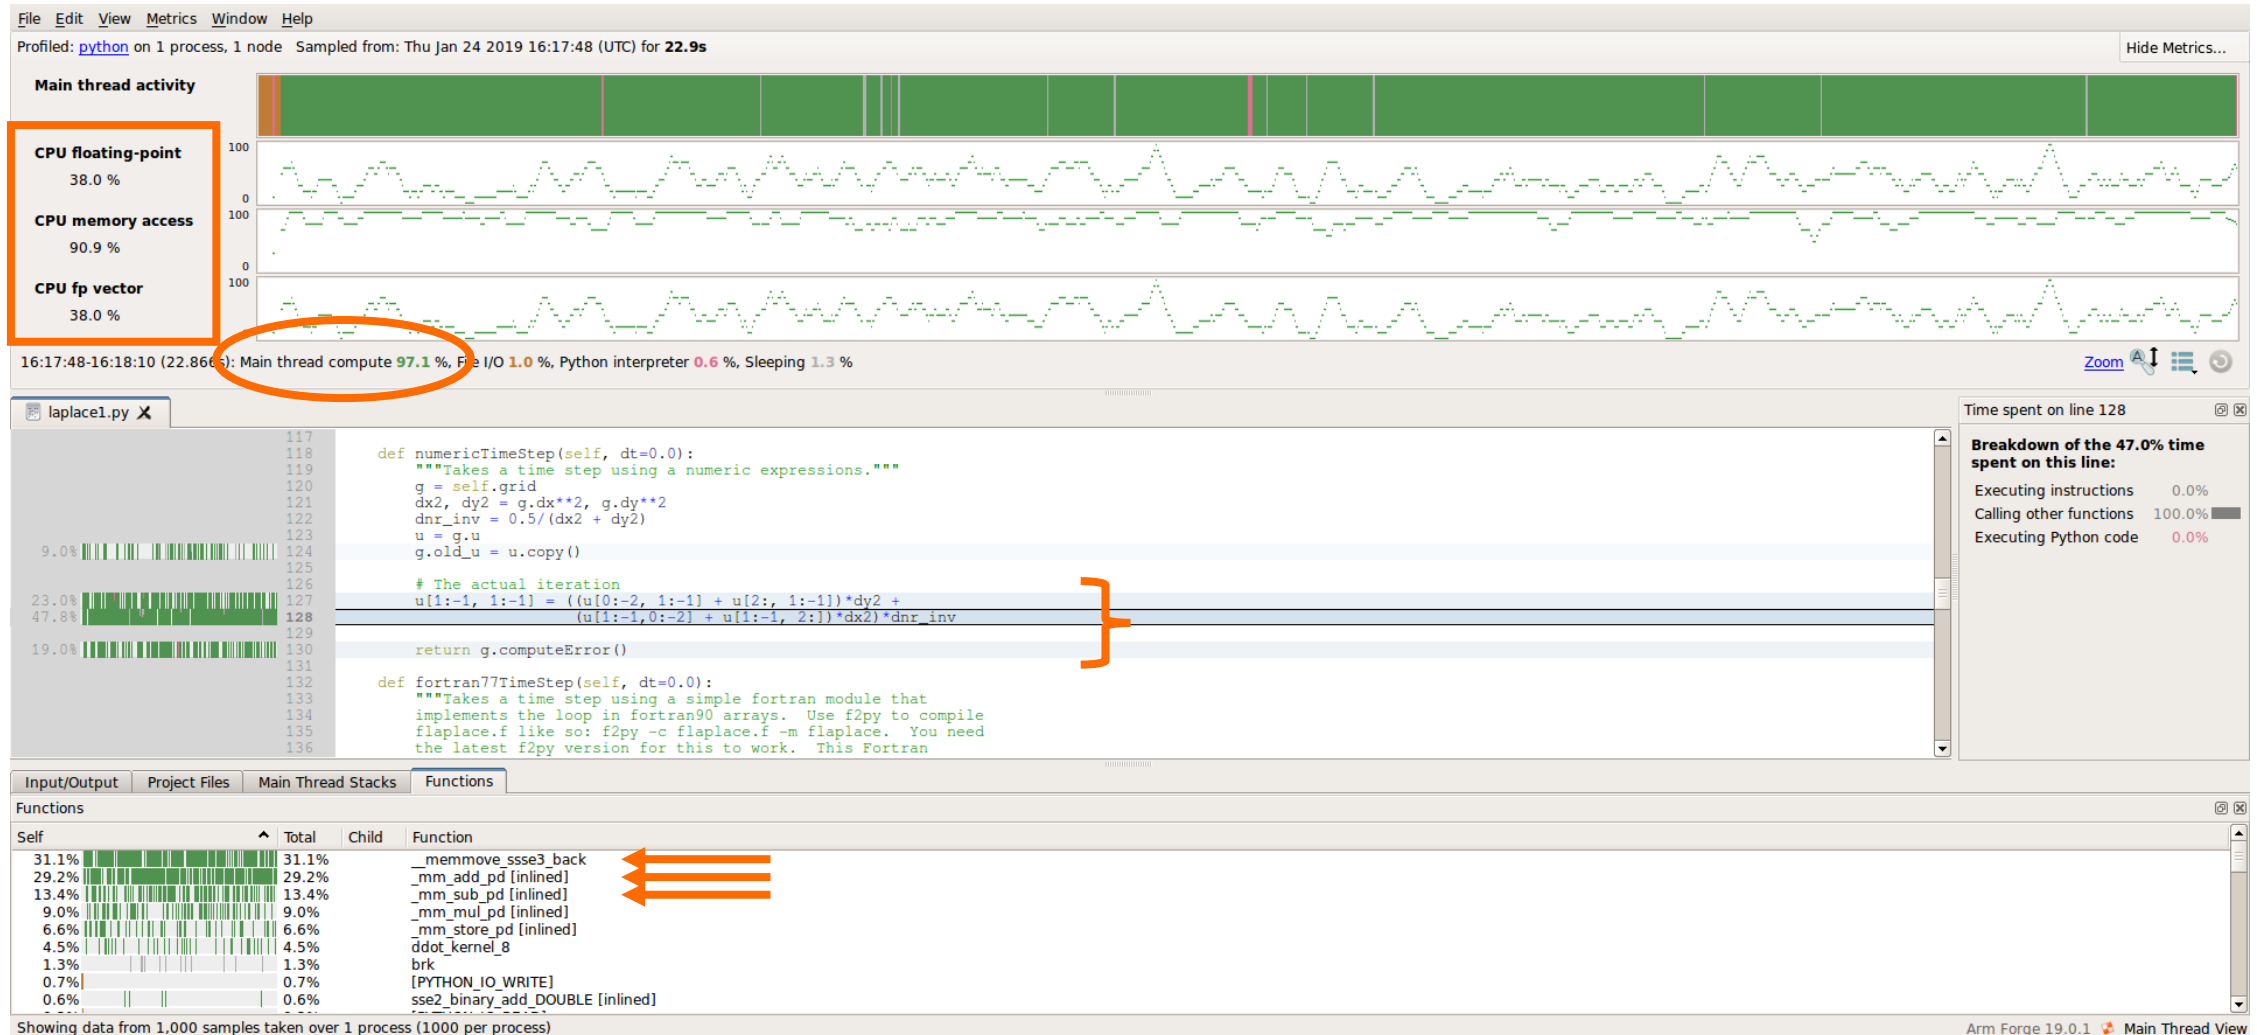 File Edit View Metrics Window Help
Profiled: python on 1 process, 1 node Sampled from: Thu Jan 24 2019 16:17:48 (UTC) for 22.9s
Hide Metrics...
Main thread activity
CPU floating-point
38.0 %
100
0
CPU memory access
90.9 %
100
0
CPU fp vector
38.0 %
100
16:17:48-16:18:10 (22.866s): Main thread compute 97.1 %, File I/O 1.0 %, Python interpreter 0.6 %, Sleeping 1.3 %
Zoom
laplace1.py
117
118 def numericTimeStep(self, dt=0.0):
119 """Takes a time step using a numeric expressions."""
120 g = self.grid
121 dx2, dy2 = g.dx**2, g.dy**2
122 dnr_inv = 0.5/(dx2 + dy2)
123 u = g.u
9.0% 124 g.old_u = u.copy()
125
126 # The actual iteration
23.0% 127 u[1:-1, 1:-1] = ((u[0:-2, 1:-1] + u[2:, 1:-1])*dy2 +
47.8% 128 (u[1:-1,0:-2] + u[1:-1, 2:])*dx2)*dnr_inv
129
19.0% 130 return g.computeError()
131
132 def fortran77TimeStep(self, dt=0.0):
133 """Takes a time step using a simple fortran module that
134 implements the loop in fortran90 arrays. Use f2py to compile
135 flaplace.f like so: f2py -c flaplace.f -m flaplace. You need
136 the latest f2py version for this to work. This Fortran
Time spent on line 128
Breakdown of the 47.0% time
spent on this line:
Executing instructions 0.0%
Calling other functions 100.0%
Executing Python code 0.0%
Input/Output Project Files Main Thread Stacks Functions
Functions
Self Total Child Function
31.1% 31.1% __memmove_ssse3_back
29.2% 29.2% _mm_add_pd [inlined]
13.4% 13.4% _mm_sub_pd [inlined]
9.0% 9.0% _mm_mul_pd [inlined]
6.6% 6.6% _mm_store_pd [inlined]
4.5% 4.5% ddot_kernel_8
1.3% 1.3% brk
0.7% 0.7% [PYTHON_IO_WRITE]
0.6% 0.6% sse2_binary_add_DOUBLE [inlined]
Showing data from 1,000 samples taken over 1 process (1000 per process)
Arm Forge 19.0.1 Main Thread View